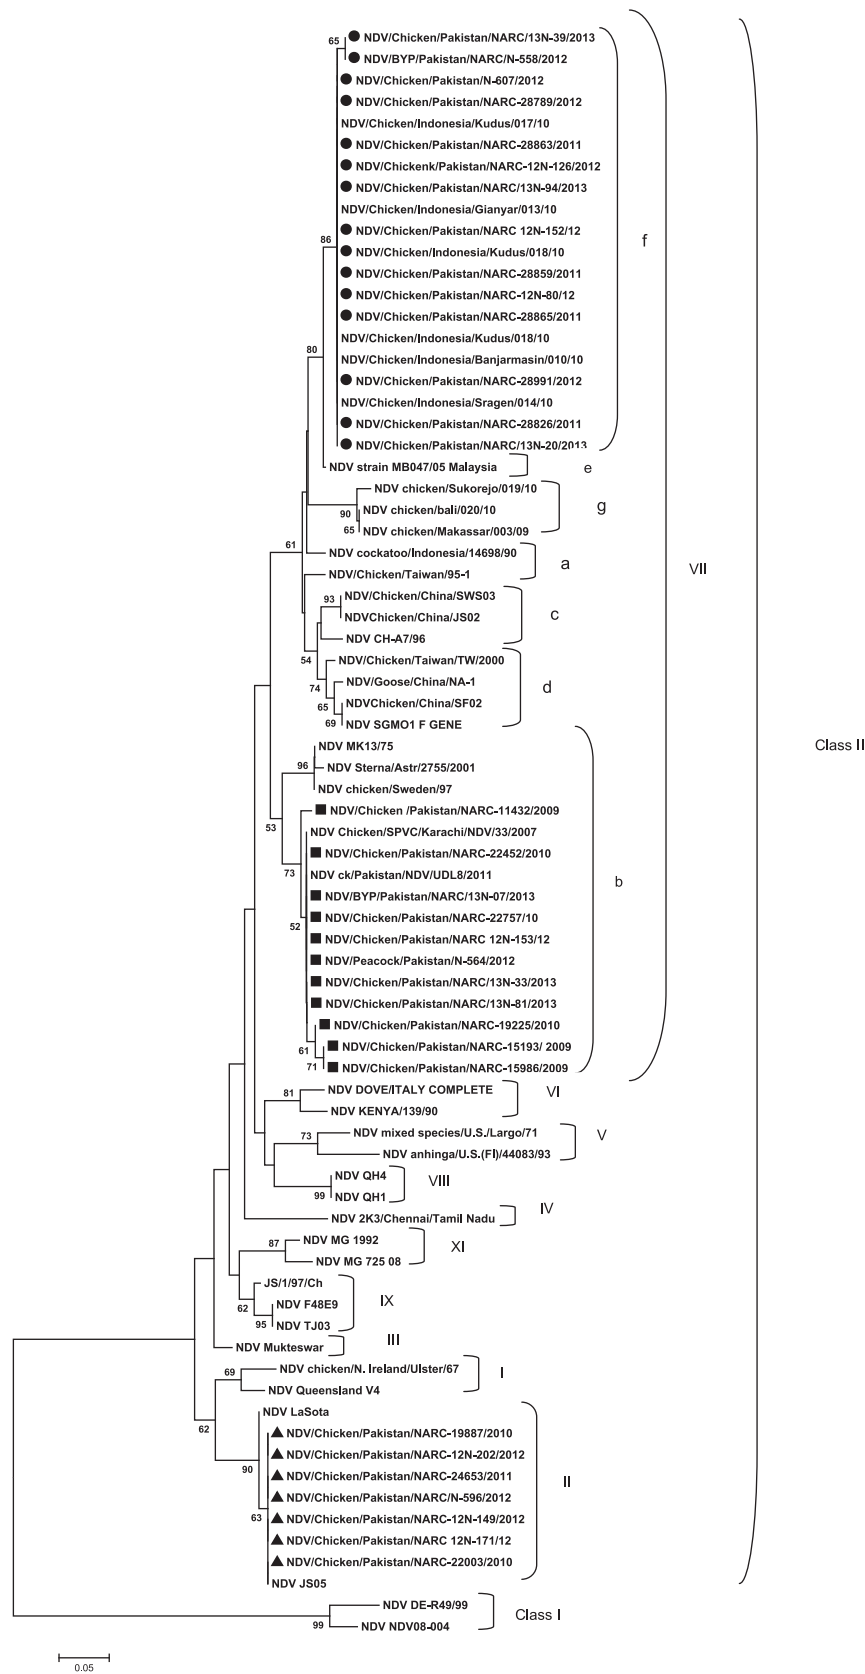 65 NDV/Chicken/Pakistan/NARC/13N-39/2013
NDV/BYP/Pakistan/NARC/N-558/2012
NDV/Chicken/Pakistan/N-607/2012
NDV/Chicken/Pakistan/NARC-28789/2012
NDV/Chicken/Indonesia/Kudus/017/10
NDV/Chicken/Pakistan/NARC-28863/2011
NDV/Chickenk/Pakistan/NARC-12N-126/2012
NDV/Chicken/Pakistan/NARC/13N-94/2013
NDV/Chicken/Indonesia/Gianyar/013/10
NDV/Chicken/Pakistan/NARC 12N-152/12
86 f
NDV/Chicken/Indonesia/Kudus/018/10
NDV/Chicken/Pakistan/NARC-28859/2011
NDV/Chicken/Pakistan/NARC-12N-80/12
NDV/Chicken/Pakistan/NARC-28865/2011
NDV/Chicken/Indonesia/Kudus/018/10
80
NDV/Chicken/Indonesia/Banjarmasin/010/10
NDV/Chicken/Pakistan/NARC-28991/2012
NDV/Chicken/Indonesia/Sragen/014/10
NDV/Chicken/Pakistan/NARC-28826/2011
NDV/Chicken/Pakistan/NARC/13N-20/2013
NDV strain MB047/05 Malaysia e
NDV chicken/Sukorejo/019/10
90 NDV chicken/bali/020/10 g
65 NDV chicken/Makassar/003/09
61
NDV cockatoo/Indonesia/14698/90 a
VII
NDV/Chicken/Taiwan/95-1
93 NDV/Chicken/China/SWS03
NDVChicken/China/JS02 c
NDV CH-A7/96
54
NDV/Chicken/Taiwan/TW/2000
74 NDV/Goose/China/NA-1 d
65 NDVChicken/China/SF02
69 NDV SGMO1 F GENE
NDV MK13/75 Class II
96 NDV Sterna/Astr/2755/2001
NDV chicken/Sweden/97
NDV/Chicken /Pakistan/NARC-11432/2009
53
NDV Chicken/SPVC/Karachi/NDV/33/2007
NDV/Chicken/Pakistan/NARC-22452/2010
73 NDV ck/Pakistan/NDV/UDL8/2011 b
NDV/BYP/Pakistan/NARC/13N-07/2013
52 NDV/Chicken/Pakistan/NARC-22757/10
NDV/Chicken/Pakistan/NARC 12N-153/12
NDV/Peacock/Pakistan/N-564/2012
NDV/Chicken/Pakistan/NARC/13N-33/2013
NDV/Chicken/Pakistan/NARC/13N-81/2013
NDV/Chicken/Pakistan/NARC-19225/2010
61 NDV/Chicken/Pakistan/NARC-15193/ 2009
71 NDV/Chicken/Pakistan/NARC-15986/2009
81 NDV DOVE/ITALY COMPLETE VI
NDV KENYA/139/90
73 NDV mixed species/U.S./Largo/71 V
NDV anhinga/U.S.(Fl)/44083/93
NDV QH4 VIII
99 NDV QH1
NDV 2K3/Chennai/Tamil Nadu IV
87 NDV MG 1992 XI
NDV MG 725 08
JS/1/97/Ch
62 NDV F48E9 IX
95 NDV TJ03
NDV Mukteswar III
69 NDV chicken/N. Ireland/Ulster/67 I
NDV Queensland V4
62
NDV LaSota
NDV/Chicken/Pakistan/NARC-19887/2010
90 NDV/Chicken/Pakistan/NARC-12N-202/2012
NDV/Chicken/Pakistan/NARC-24653/2011 II
NDV/Chicken/Pakistan/NARC/N-596/2012
63 NDV/Chicken/Pakistan/NARC-12N-149/2012
NDV/Chicken/Pakistan/NARC 12N-171/12
NDV/Chicken/Pakistan/NARC-22003/2010
NDV JS05
NDV DE-R49/99 Class I
99 NDV NDV08-004
0.05